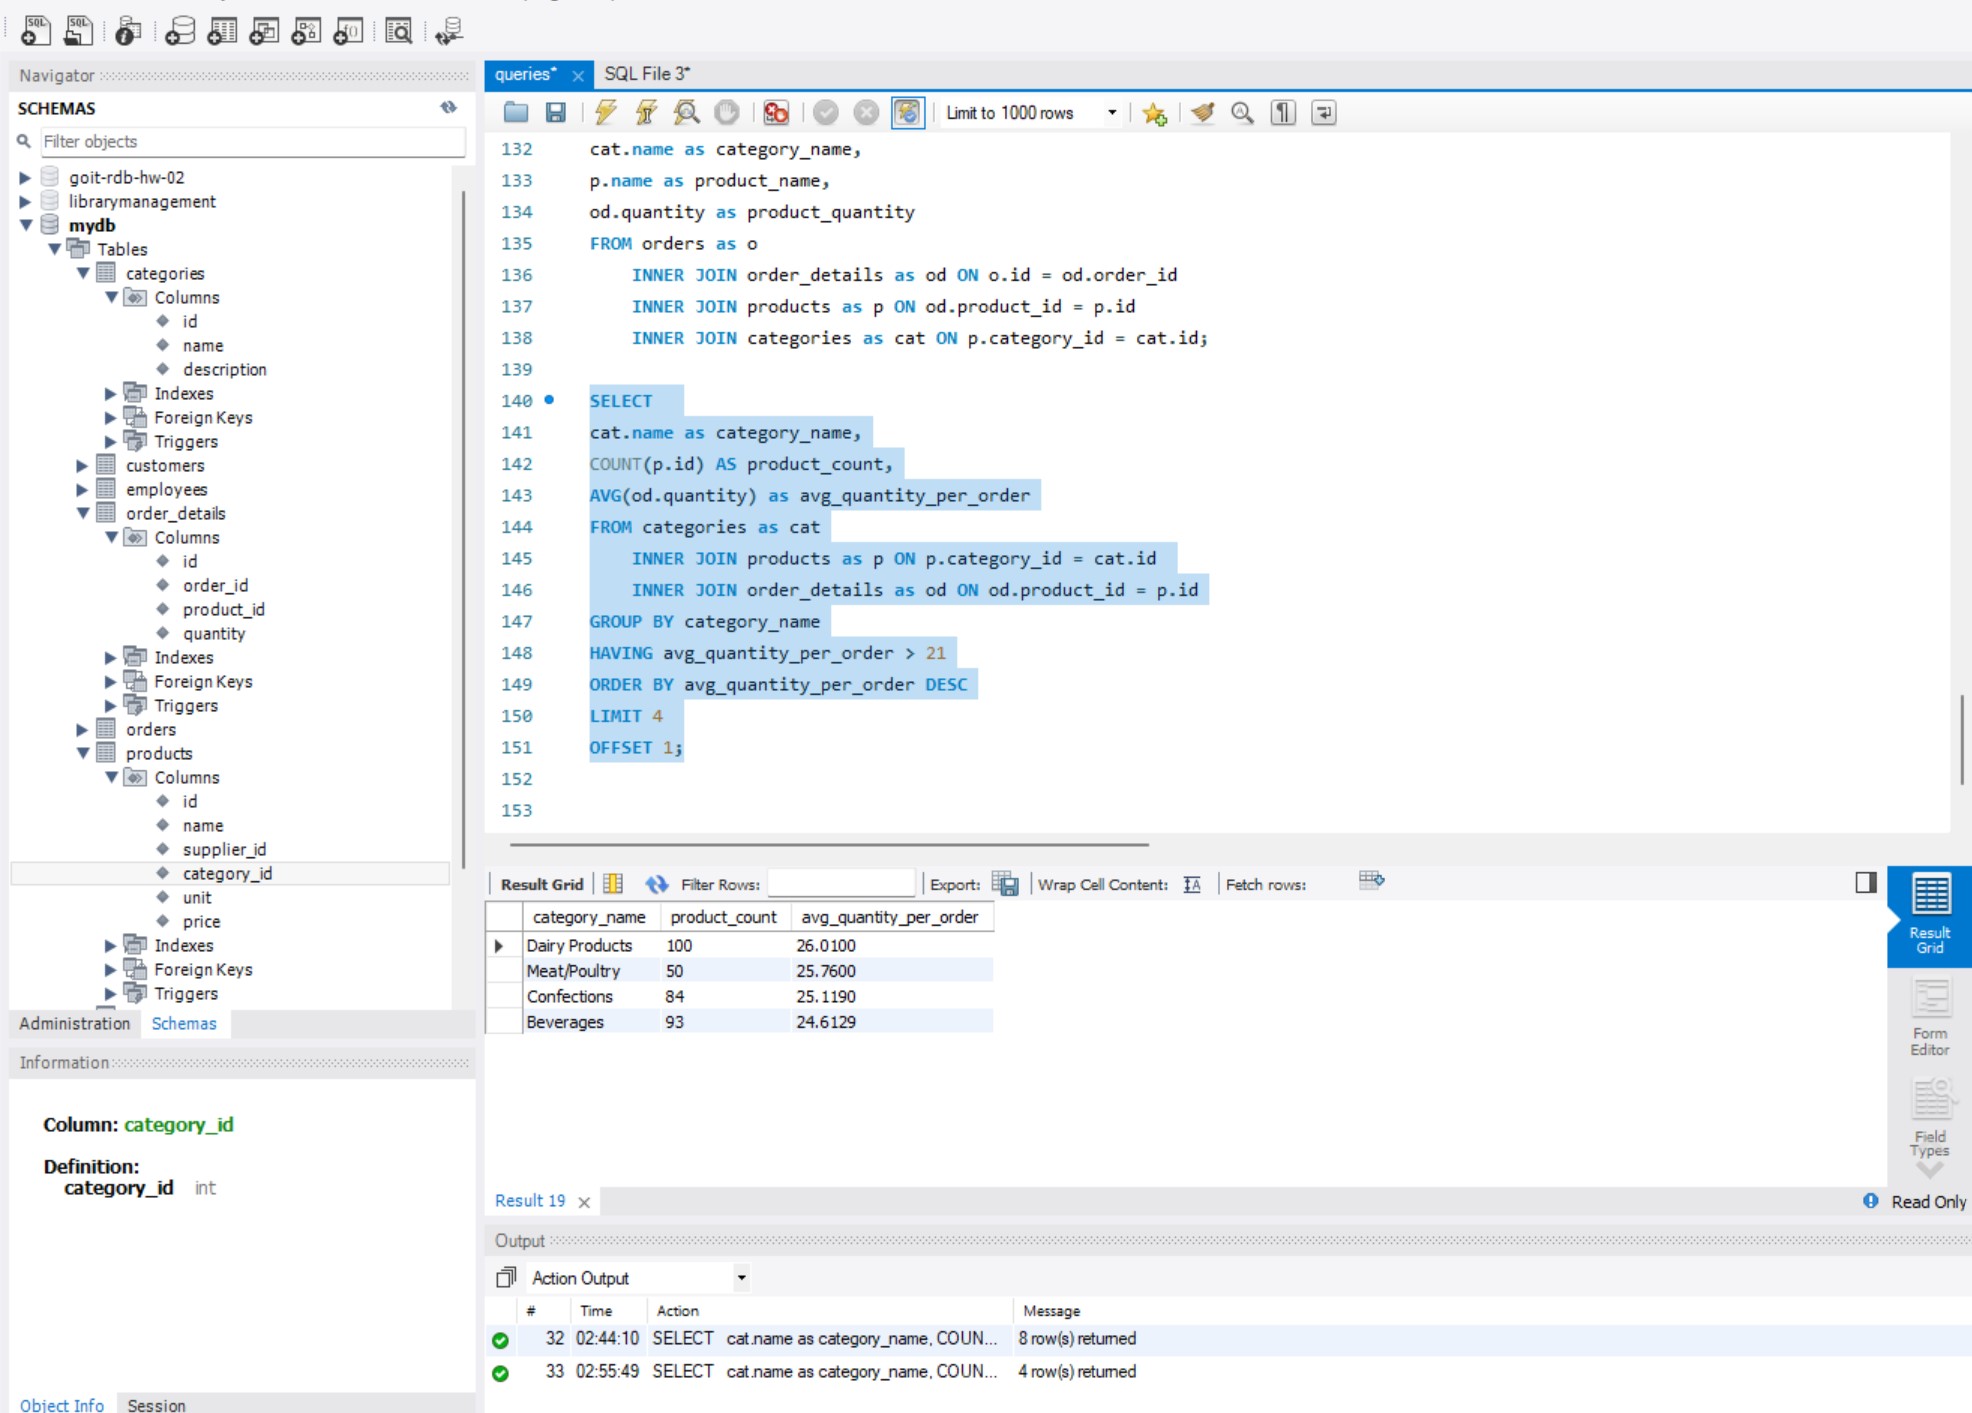 Navigator
SCHEMAS
Filter objects
goit-rdb-hw-02
librarymanagement
mydb
Tables
categories
Columns
id
name
description
Indexes
Foreign Keys
Triggers
customers
employees
order_details
Columns
id
order_id
product_id
quantity
Indexes
Foreign Keys
Triggers
orders
products
Columns
id
name
supplier_id
category_id
unit
price
Indexes
Foreign Keys
Triggers
Administration Schemas
Information
Column: category_id
Definition:
category_id int
Object Info Session
queries* SQL File 3*
Limit to 1000 rows
132 cat.name as category_name,
133 p.name as product_name,
134 od.quantity as product_quantity
135 FROM orders as o
136 INNER JOIN order_details as od ON o.id = od.order_id
137 INNER JOIN products as p ON od.product_id = p.id
138 INNER JOIN categories as cat ON p.category_id = cat.id;
139
140 SELECT
141 cat.name as category_name,
142 COUNT(p.id) AS product_count,
143 AVG(od.quantity) as avg_quantity_per_order
144 FROM categories as cat
145 INNER JOIN products as p ON p.category_id = cat.id
146 INNER JOIN order_details as od ON od.product_id = p.id
147 GROUP BY category_name
148 HAVING avg_quantity_per_order > 21
149 ORDER BY avg_quantity_per_order DESC
150 LIMIT 4
151 OFFSET 1;
152
153
Result Grid Filter Rows: Export: Wrap Cell Content: Fetch rows:
category_name product_count avg_quantity_per_order
Dairy Products 100 26.0100
Meat/Poultry 50 25.7600
Confections 84 25.1190
Beverages 93 24.6129
Result
Grid
Form
Editor
Field
Types
Result 19
Read Only
Output
Action Output
# Time Action Message
32 02:44:10 SELECT cat.name as category_name, COUN... 8 row(s) returned
33 02:55:49 SELECT cat.name as category_name, COUN... 4 row(s) returned